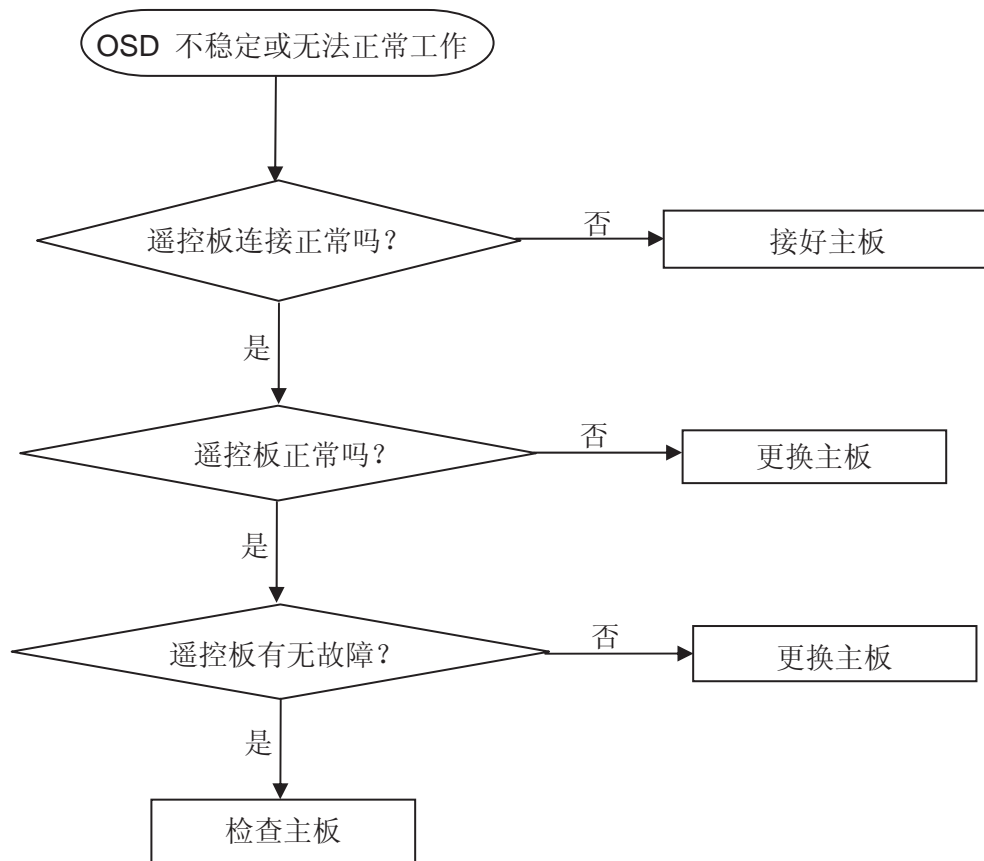 OSD 不稳定或无法正常工作
遥控板连接正常吗？
否
接好主板
是
遥控板正常吗？
否
更换主板
是
遥控板有无故障？
否
更换主板
是
检查主板